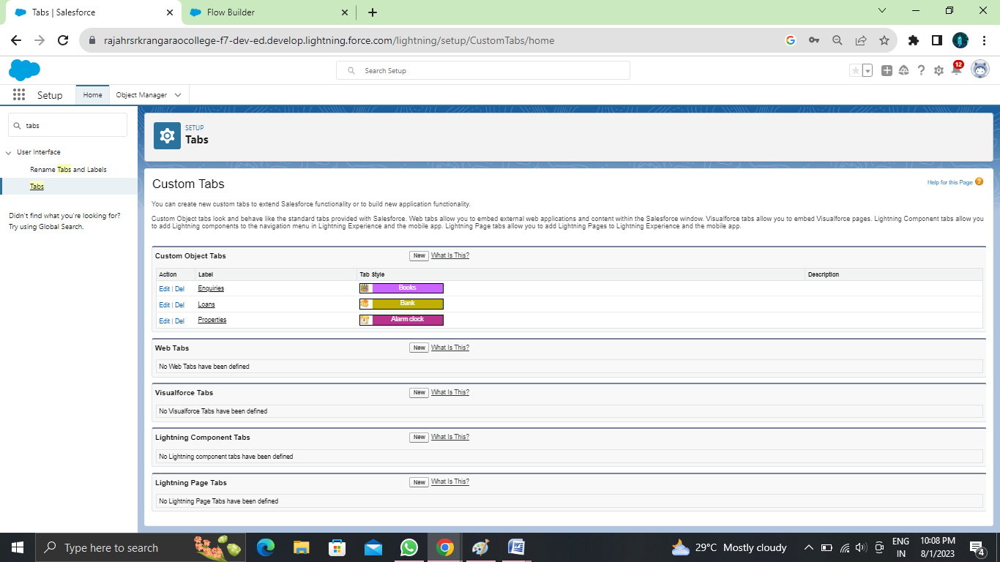 Tabs | Salesforce
Flow Builder
rajahrsrkrangaraocollege-f7-dev-ed.develop.lightning.force.com/lightning/setup/CustomTabs/home
Search Setup
12
Setup
Home
Object Manager
tabs
User Interface
Rename Tabs and Labels
Tabs
Didn't find what you're looking for?
Try using Global Search.
SETUP
Tabs
Custom Tabs
Help for this Page
You can create new custom tabs to extend Salesforce functionality or to build new application functionality.
Custom Object tabs look and behave like the standard tabs provided with Salesforce. Web tabs allow you to embed external web applications and content within the Salesforce window. Visualforce tabs allow you to embed Visualforce pages. Lightning Component tabs allow you
to add Lightning components to the navigation menu in Lightning Experience and the mobile app. Lightning Page tabs allow you to add Lightning Pages to Lightning Experience and the mobile app.
Custom Object Tabs New What Is This?
Action Label Tab Style Description
Edit | Del Enquiries Books
Edit | Del Loans Bank
Edit | Del Properties Alarm clock
Web Tabs New What Is This?
No Web Tabs have been defined
Visualforce Tabs New What Is This?
No Visualforce Tabs have been defined
Lightning Component Tabs New What Is This?
No Lightning component tabs have been defined
Lightning Page Tabs New What Is This?
No Lightning Page Tabs have been defined
Type here to search
29°C Mostly cloudy
ENG
IN
10:08 PM
8/1/2023
4